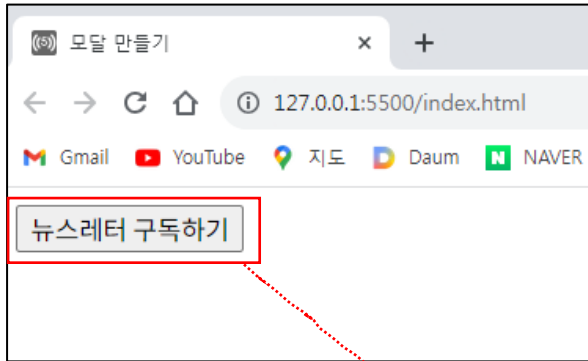 ((5)) 모달 만들기
127.0.0.1:5500/index.html
Gmail YouTube 지도 Daum NAVER
뉴스레터 구독하기